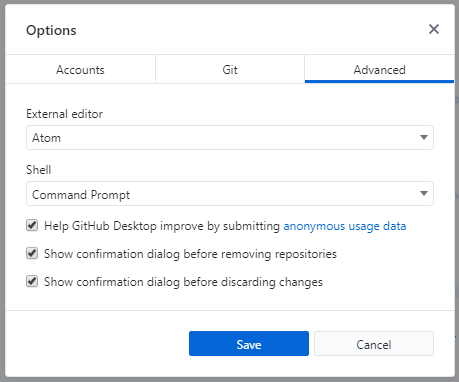 Options
Accounts
Git
Advanced
External editor
Atom
Shell
Command Prompt
Help GitHub Desktop improve by submitting anonymous usage data
Show confirmation dialog before removing repositories
Show confirmation dialog before discarding changes
Save
Cancel